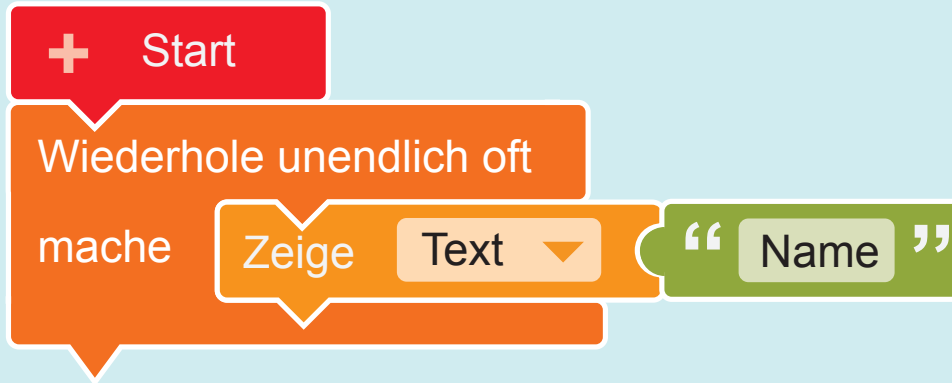 + Start
Wiederhole unendlich oft
mache Zeige Text “ Name ”